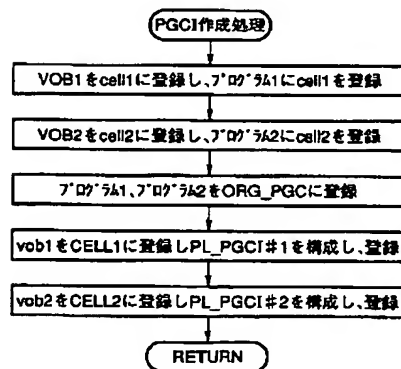 PGCI作成処理
VOB1をcell1に登録し、プログラム1にcell1を登録
VOB2をcell2に登録し、プログラム2にcell2を登録
プログラム1、プログラム2をORG_PGCに登録
vob1をCELL1に登録しPL_PGCI#1を構成し、登録
vob2をCELL2に登録しPL_PGCI#2を構成し、登録
RETURN